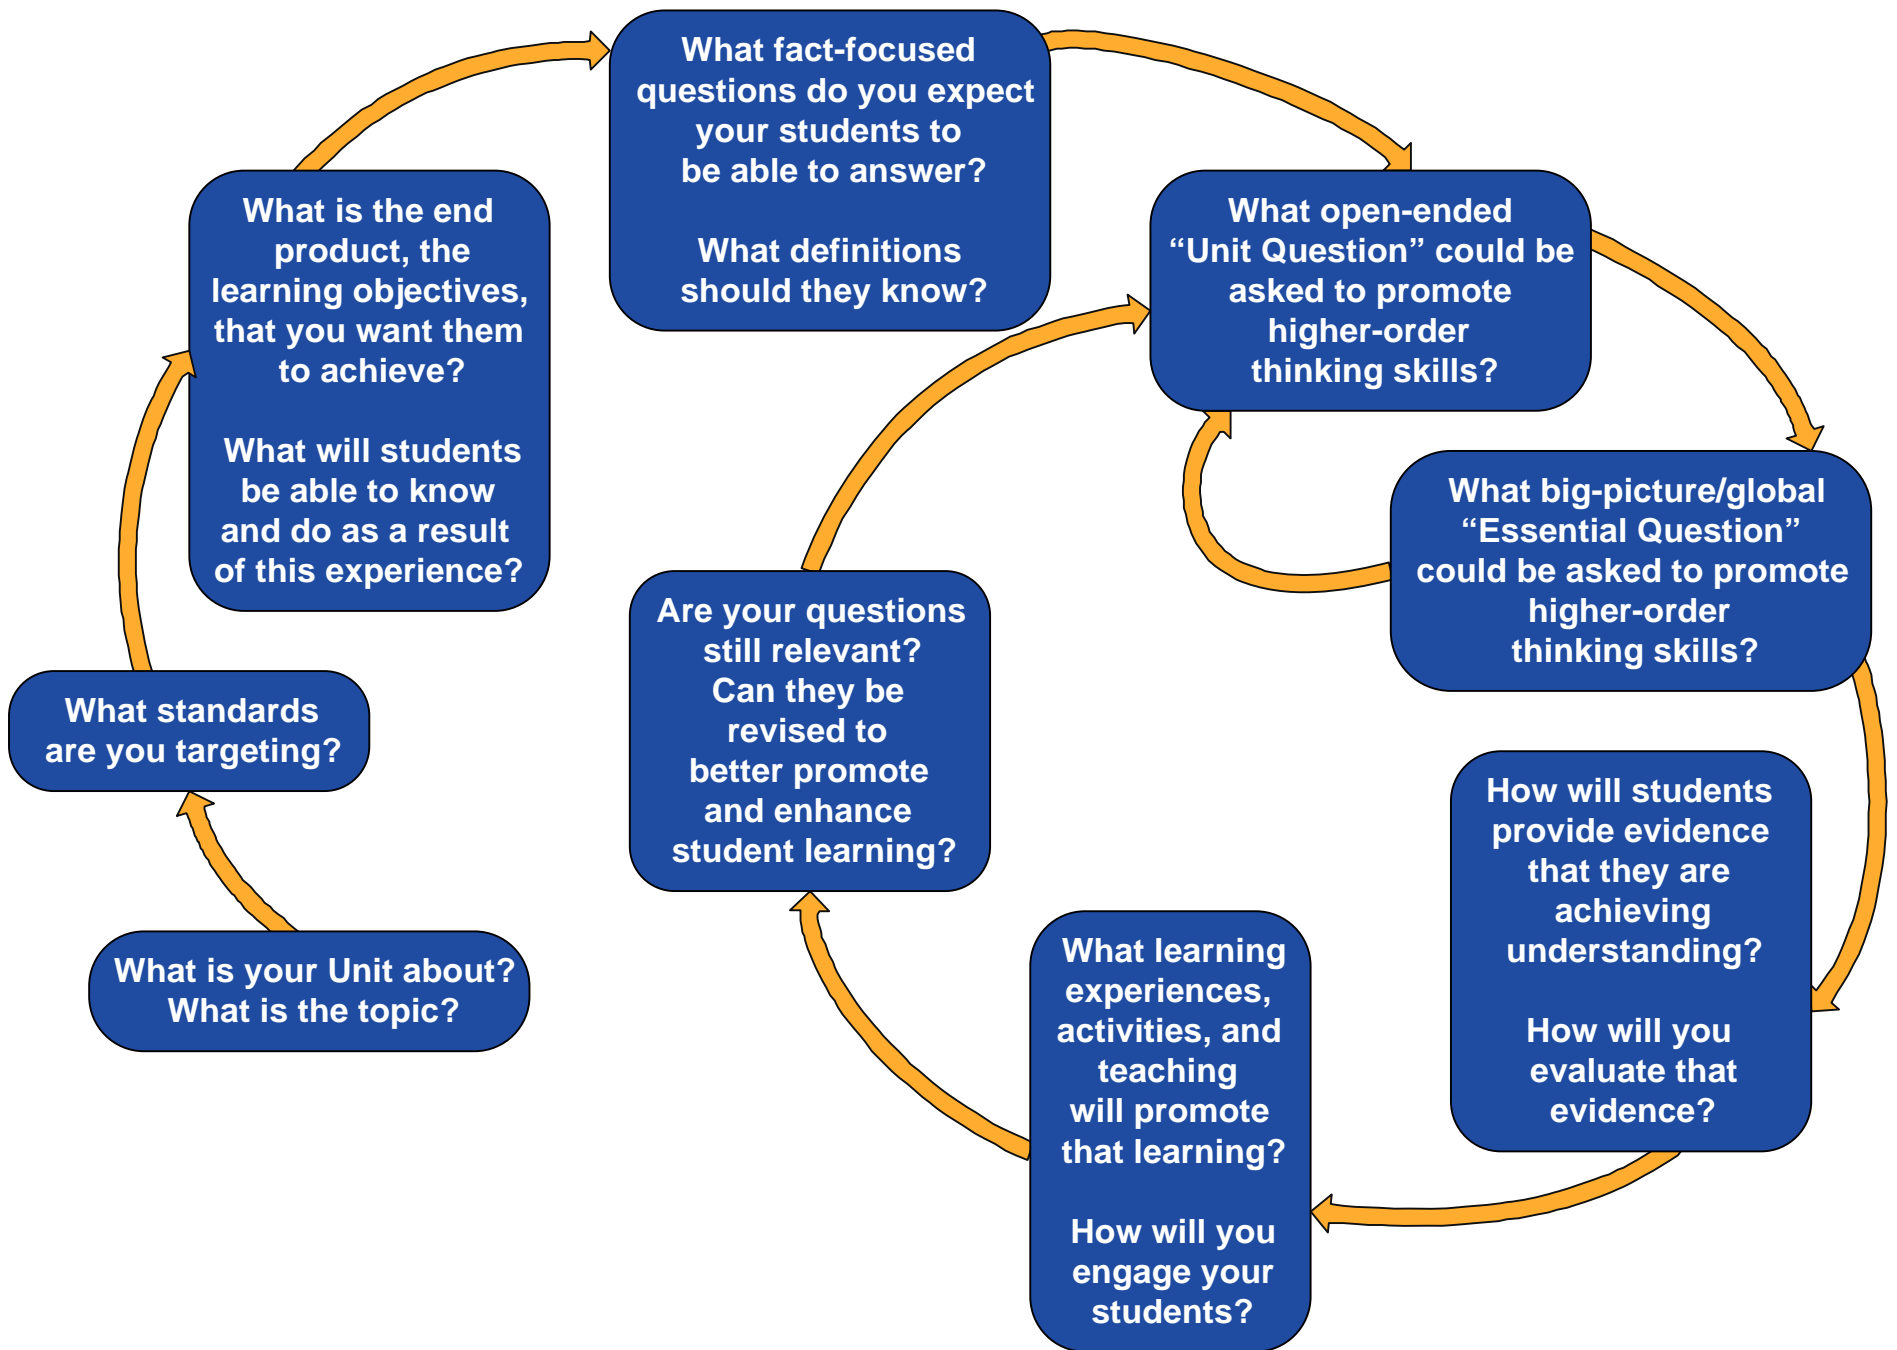 What is your Unit about?
What is the topic?
What standards
are you targeting?
What is the end
product, the
learning objectives,
that you want them
to achieve?
What will students
be able to know
and do as a result
of this experience?
What fact-focused
questions do you expect
your students to
be able to answer?
What definitions
should they know?
What open-ended
“Unit Question” could be
asked to promote
higher-order
thinking skills?
What big-picture/global
“Essential Question”
could be asked to promote
higher-order
thinking skills?
How will students
provide evidence
that they are
achieving
understanding?
How will you
evaluate that
evidence?
What learning
experiences,
activities, and
teaching
will promote
that learning?
How will you
engage your
students?
Are your questions
still relevant?
Can they be
revised to
better promote
and enhance
student learning?